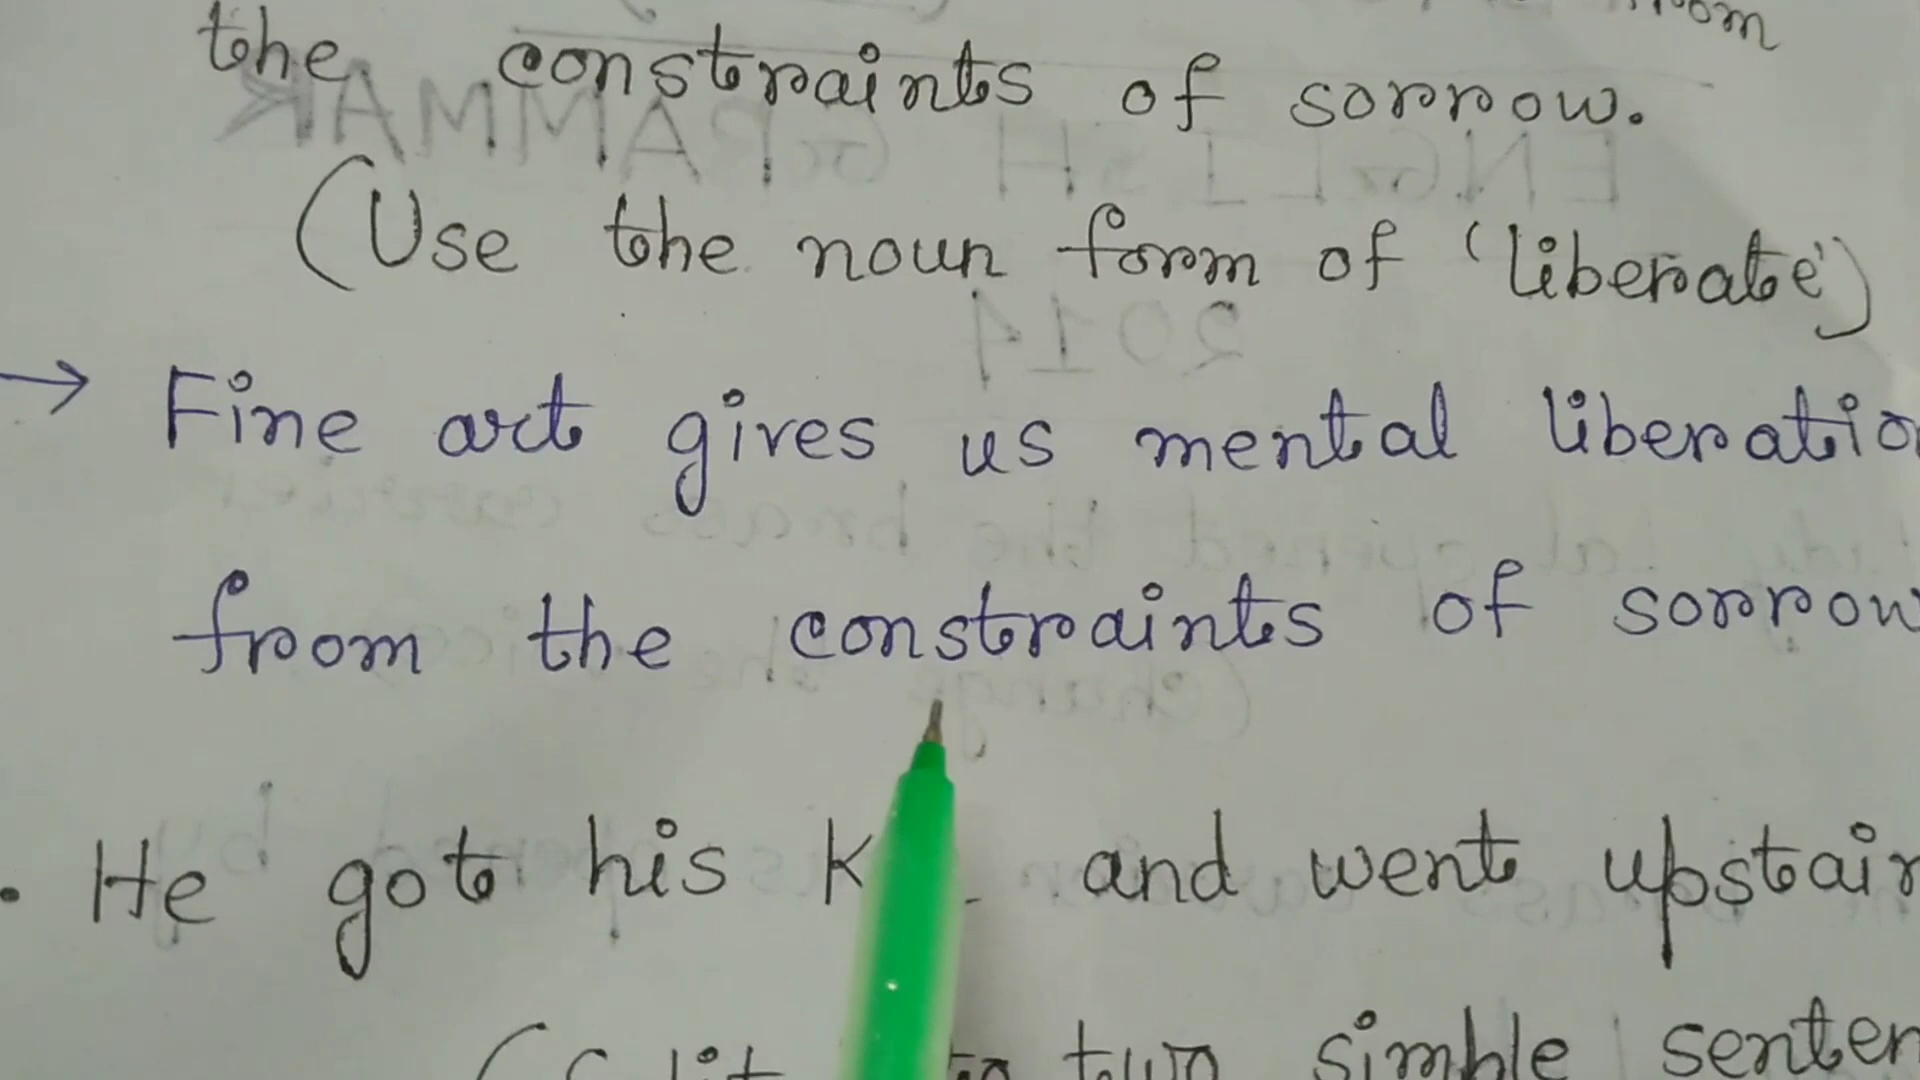 the constraints of sorrow.
(Use the noun form of 'liberate')
→ Fine art gives us mental liberatio
from the constraints of sorrow
. He got his and went upstair
two simple senten